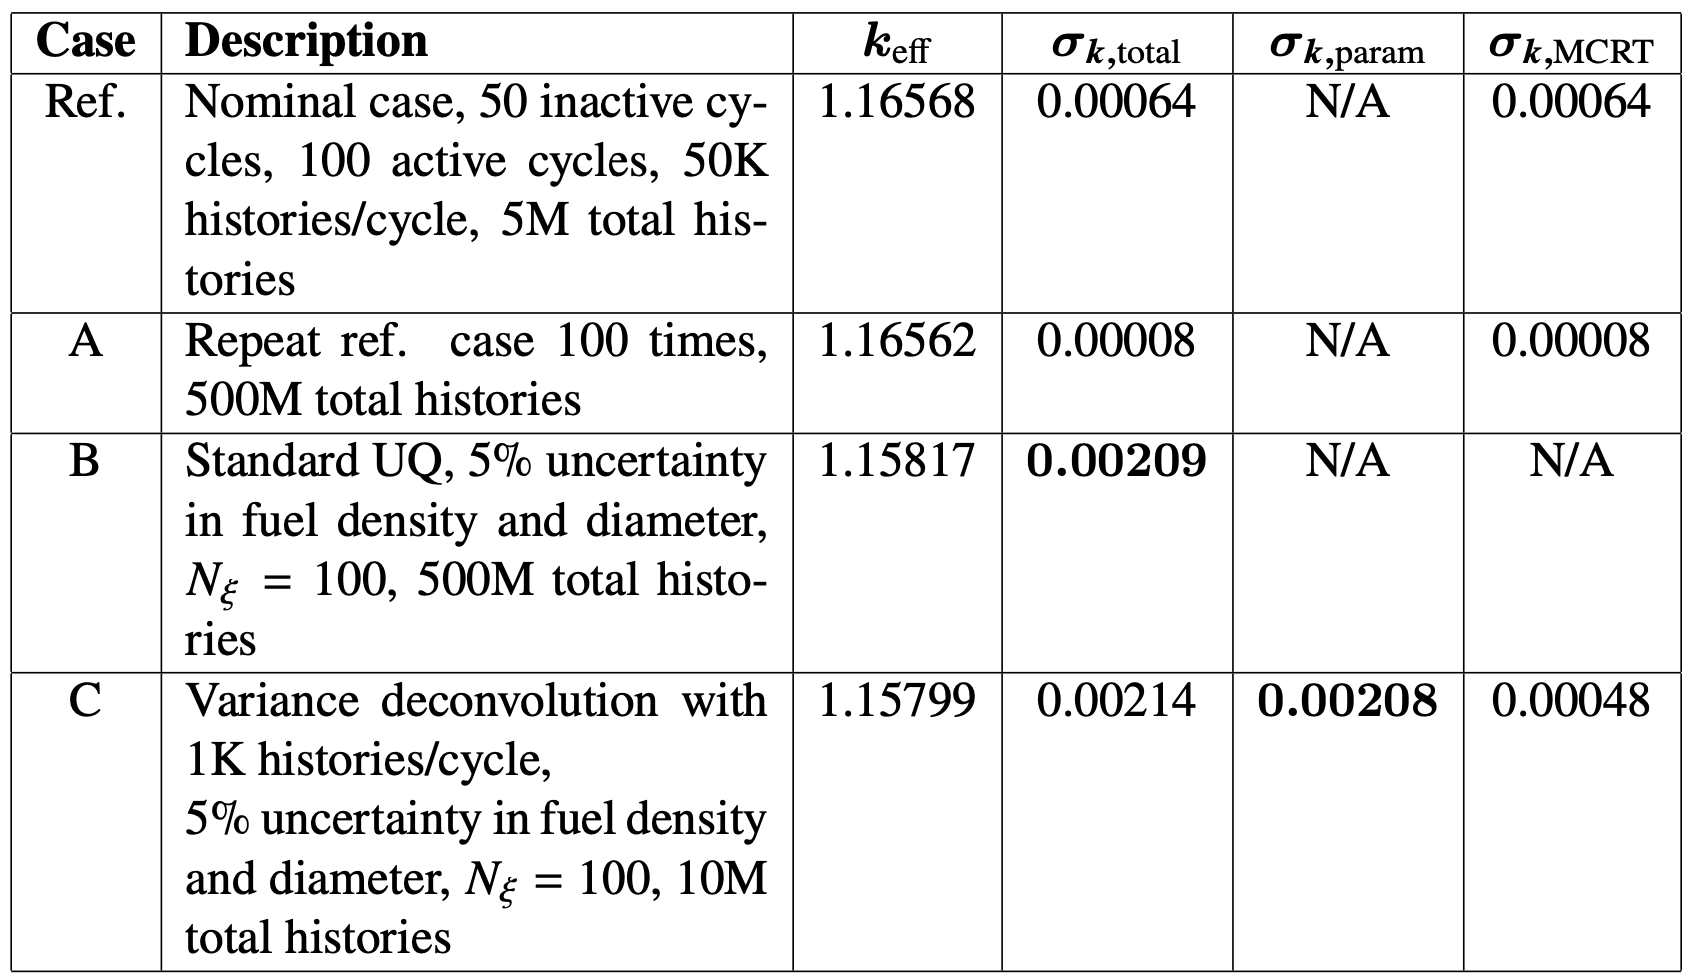 Case Description k_eff σ_k,total σ_k,param σ_k,MCRT
Ref. Nominal case, 50 inactive cy- 1.16568 0.00064 N/A 0.00064
cles, 100 active cycles, 50K
histories/cycle, 5M total his-
tories
A Repeat ref. case 100 times, 1.16562 0.00008 N/A 0.00008
500M total histories
B Standard UQ, 5% uncertainty 1.15817 0.00209 N/A N/A
in fuel density and diameter,
N_ξ = 100, 500M total histo-
ries
C Variance deconvolution with 1.15799 0.00214 0.00208 0.00048
1K histories/cycle,
5% uncertainty in fuel density
and diameter, N_ξ = 100, 10M
total histories